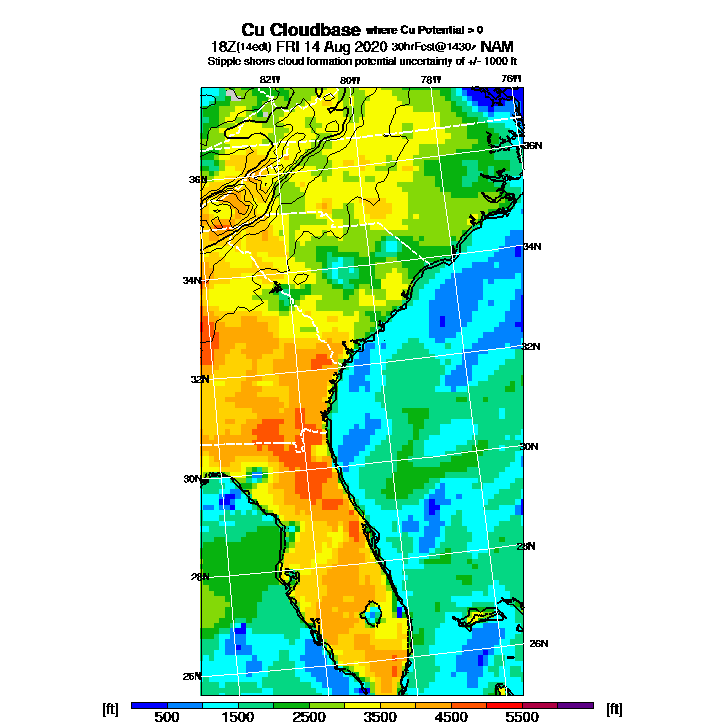 Cu Cloudbase where Cu Potential > 0
18Z(14edt) FRI 14 Aug 2020 30hrFcst@1430z NAM
Stipple shows cloud formation potential uncertainty of +/- 1000 ft
82W 80W 78W 76W
36N 36N
34N 34N
32N 32N
30N 30N
28N 28N
26N 26N
[ft] 500 1500 2500 3500 4500 5500 [ft]